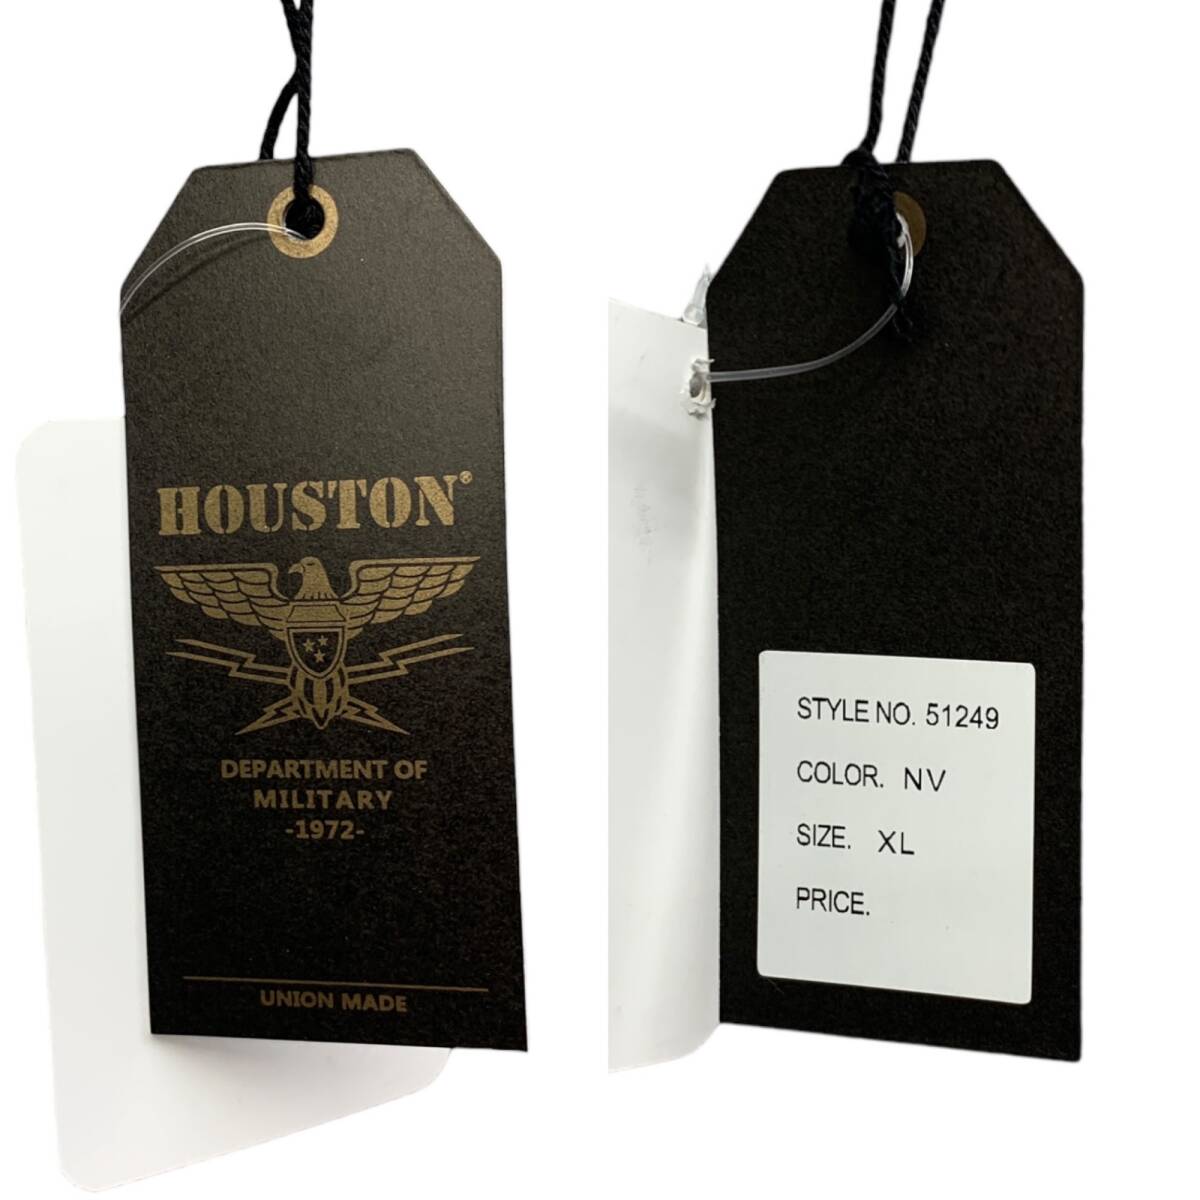 HOUSTON®
DEPARTMENT OF
MILITARY
-1972-
UNION MADE
STYLE NO. 51249
COLOR. NV
SIZE. XL
PRICE.